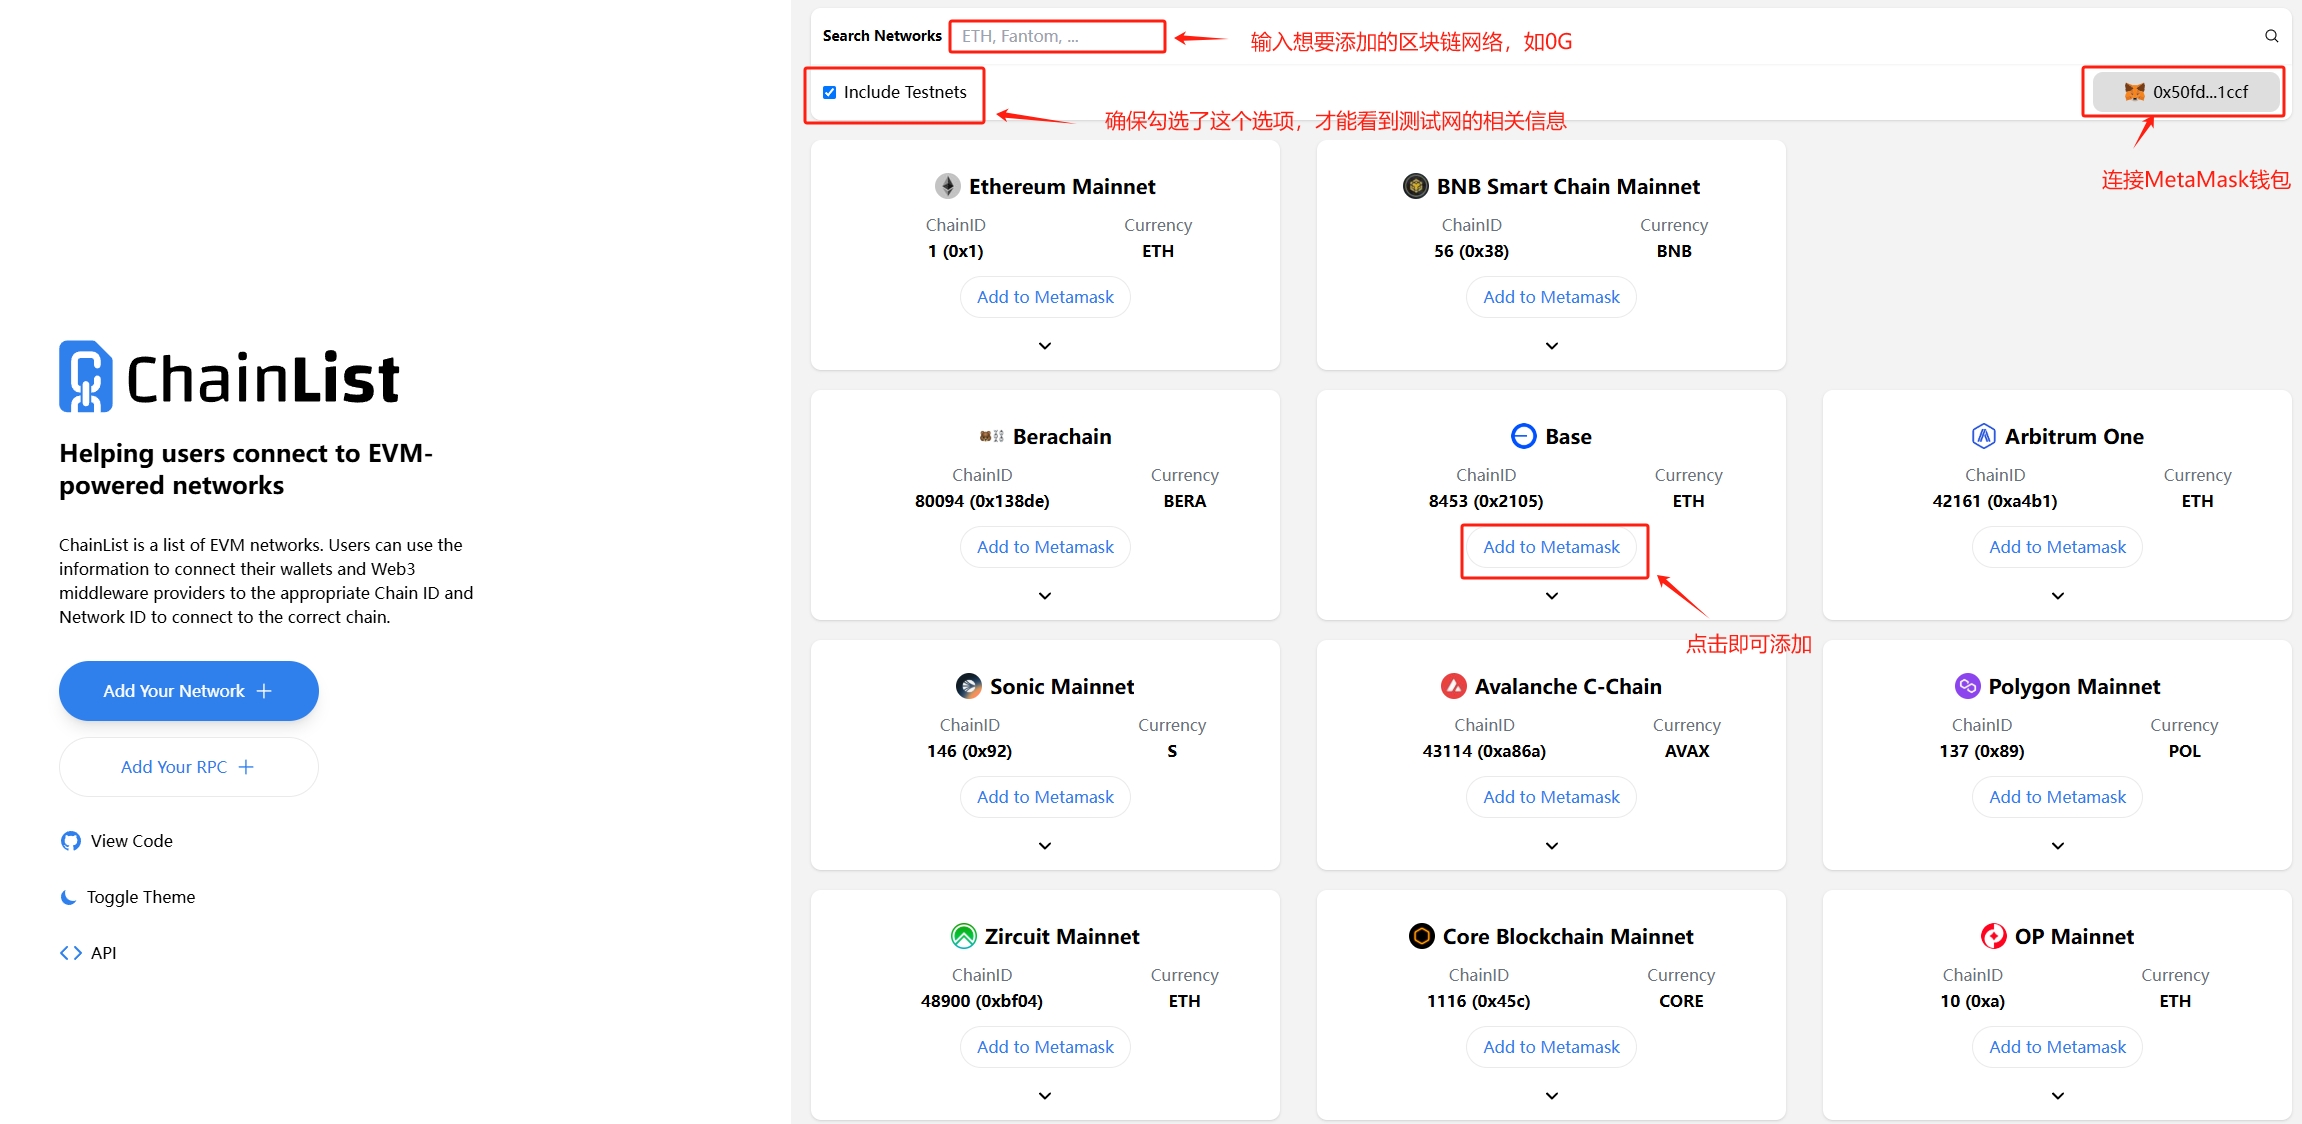 ChainList
Helping users connect to EVM-
powered networks
ChainList is a list of EVM networks. Users can use the
information to connect their wallets and Web3
middleware providers to the appropriate Chain ID and
Network ID to connect to the correct chain.
Add Your Network
Add Your RPC
View Code
Toggle Theme
API
Search Networks ETH, Fantom, ...
输入想要添加的区块链网络，如0G
Include Testnets
确保勾选了这个选项，才能看到测试网的相关信息
0x50fd...1ccf
连接MetaMask钱包
Ethereum Mainnet
ChainID Currency
1 (0x1) ETH
Add to Metamask
BNB Smart Chain Mainnet
ChainID Currency
56 (0x38) BNB
Add to Metamask
Berachain
ChainID Currency
80094 (0x138de) BERA
Add to Metamask
Base
ChainID Currency
8453 (0x2105) ETH
Add to Metamask
点击即可添加
Arbitrum One
ChainID Currency
42161 (0xa4b1) ETH
Add to Metamask
Sonic Mainnet
ChainID Currency
146 (0x92) S
Add to Metamask
Avalanche C-Chain
ChainID Currency
43114 (0xa86a) AVAX
Add to Metamask
Polygon Mainnet
ChainID Currency
137 (0x89) POL
Add to Metamask
Zircuit Mainnet
ChainID Currency
48900 (0xbf04) ETH
Add to Metamask
Core Blockchain Mainnet
ChainID Currency
1116 (0x45c) CORE
Add to Metamask
OP Mainnet
ChainID Currency
10 (0xa) ETH
Add to Metamask